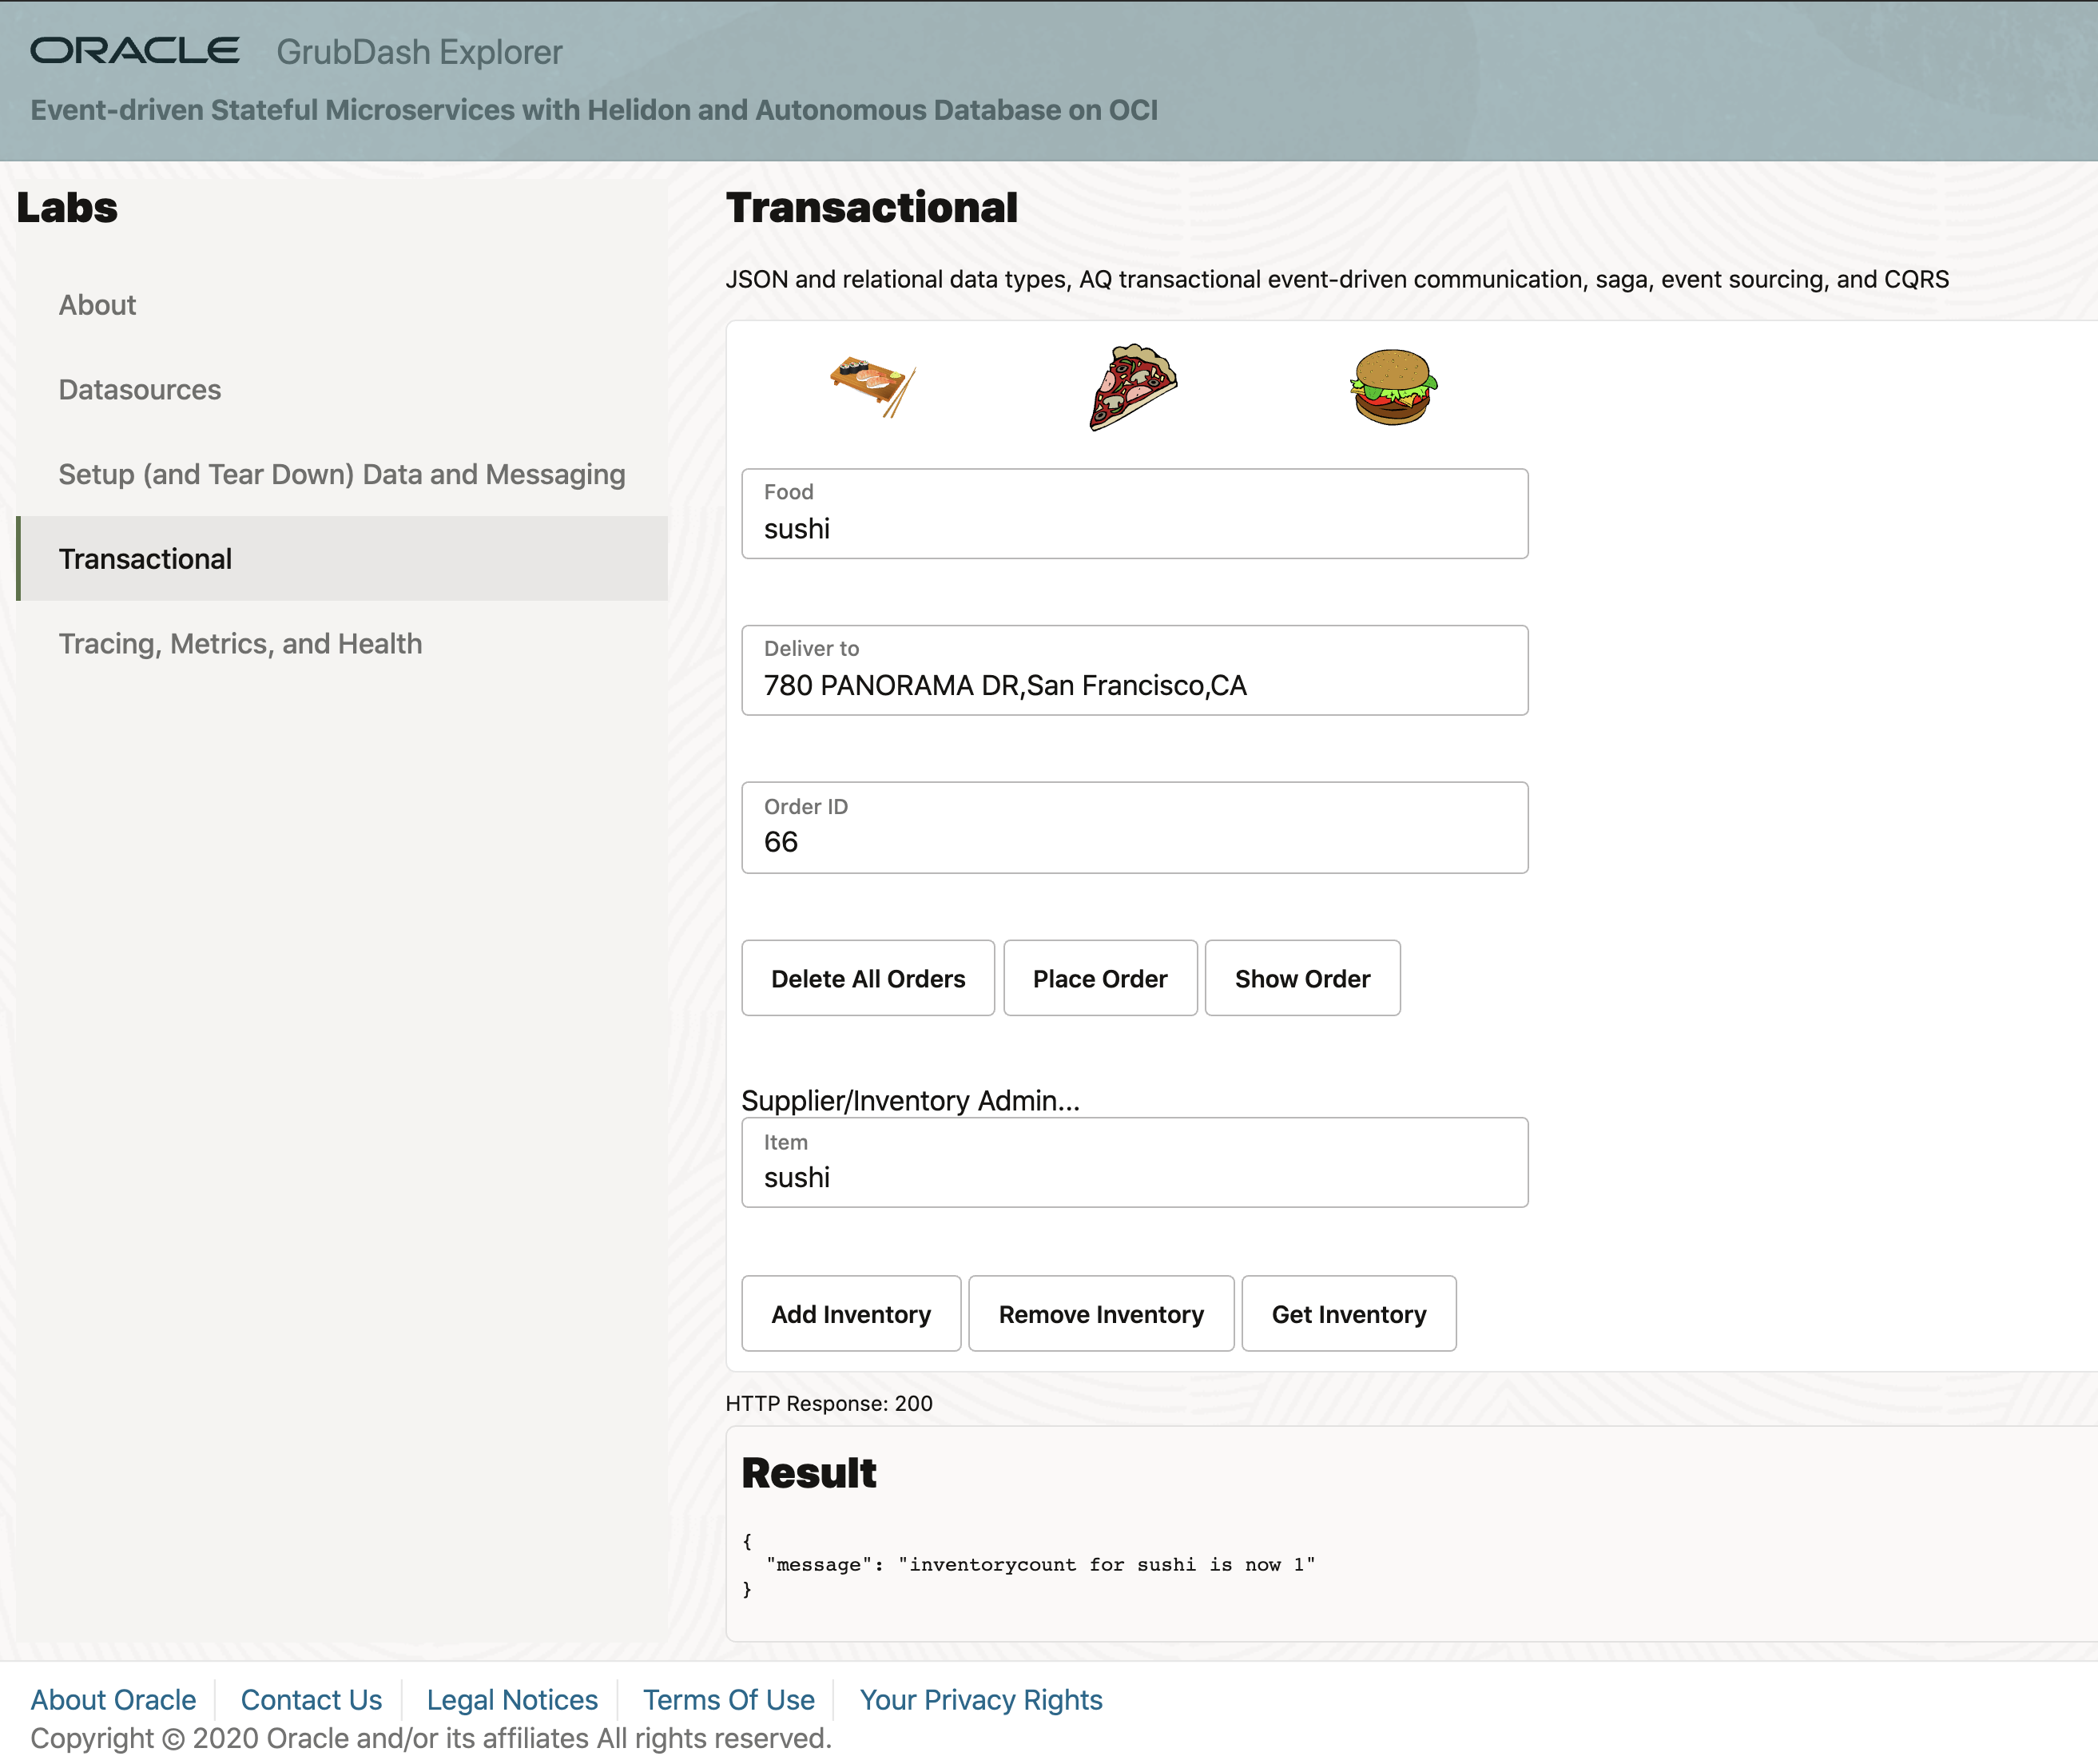 ORACLE GrubDash Explorer
Event-driven Stateful Microservices with Helidon and Autonomous Database on OCI
Labs
About
Datasources
Setup (and Tear Down) Data and Messaging
Transactional
Tracing, Metrics, and Health
Transactional
JSON and relational data types, AQ transactional event-driven communication, saga, event sourcing, and CQRS
Food
sushi
Deliver to
780 PANORAMA DR,San Francisco,CA
Order ID
66
Delete All Orders Place Order Show Order
Supplier/Inventory Admin...
Item
sushi
Add Inventory Remove Inventory Get Inventory
HTTP Response: 200
Result
{
"message": "inventorycount for sushi is now 1"
}
About Oracle Contact Us Legal Notices Terms Of Use Your Privacy Rights
Copyright © 2020 Oracle and/or its affiliates All rights reserved.